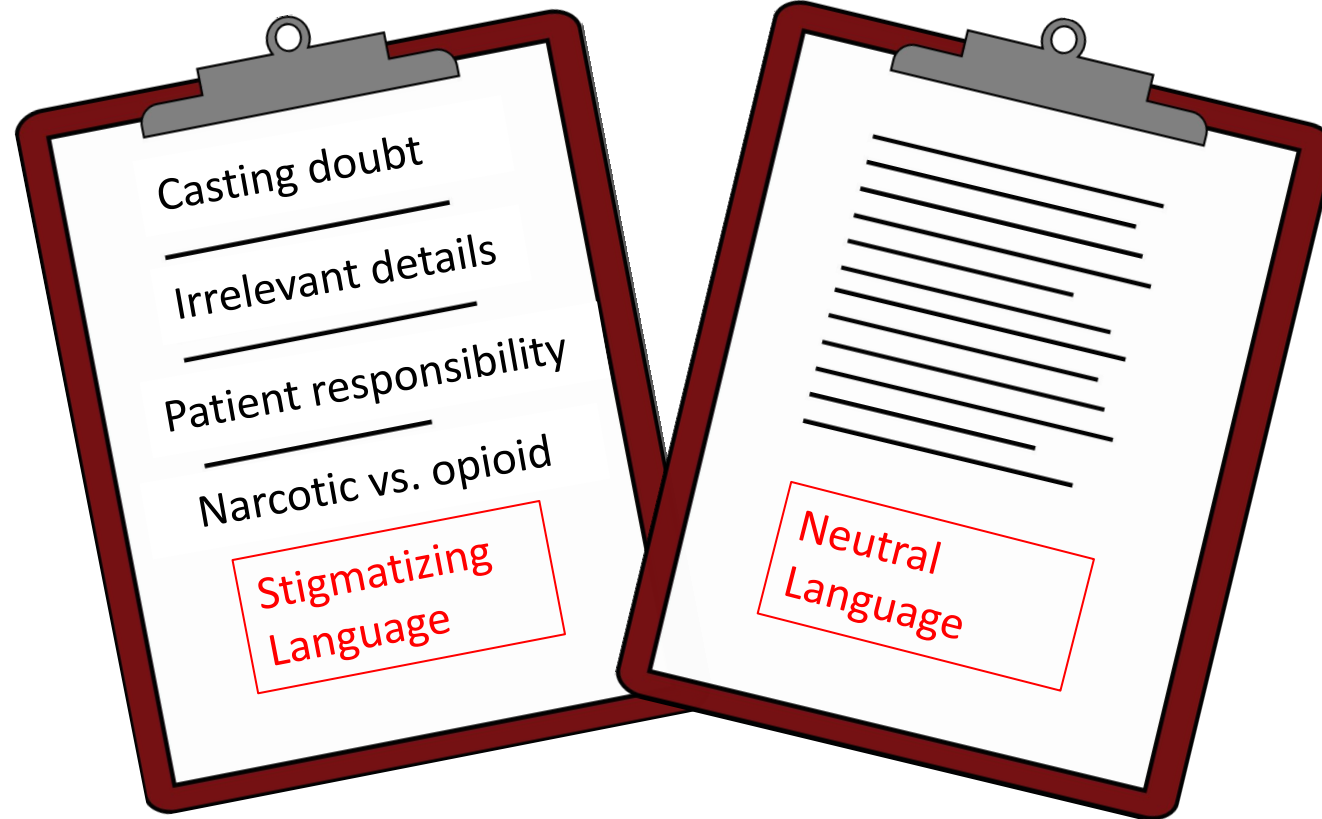 Casting doubt
Irrelevant details
Patient responsibility
Narcotic vs. opioid
Stigmatizing
Language
Neutral
Language